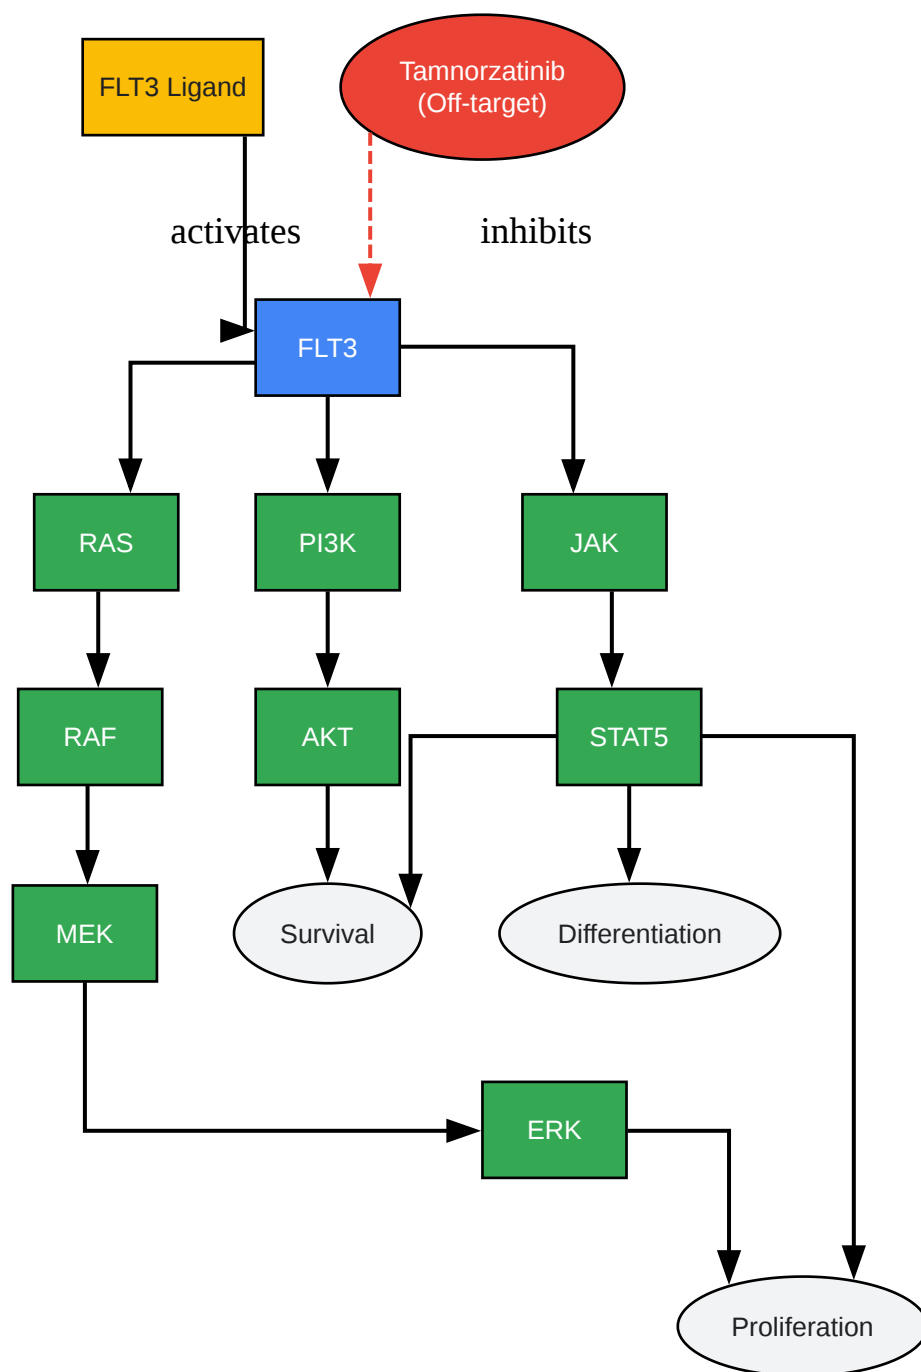 FLT3 Ligand
Tamnorzatinib
(Off-target)
activates
inhibits
FLT3
RAS
PI3K
JAK
RAF
AKT
STAT5
MEK
Survival
Differentiation
ERK
Proliferation